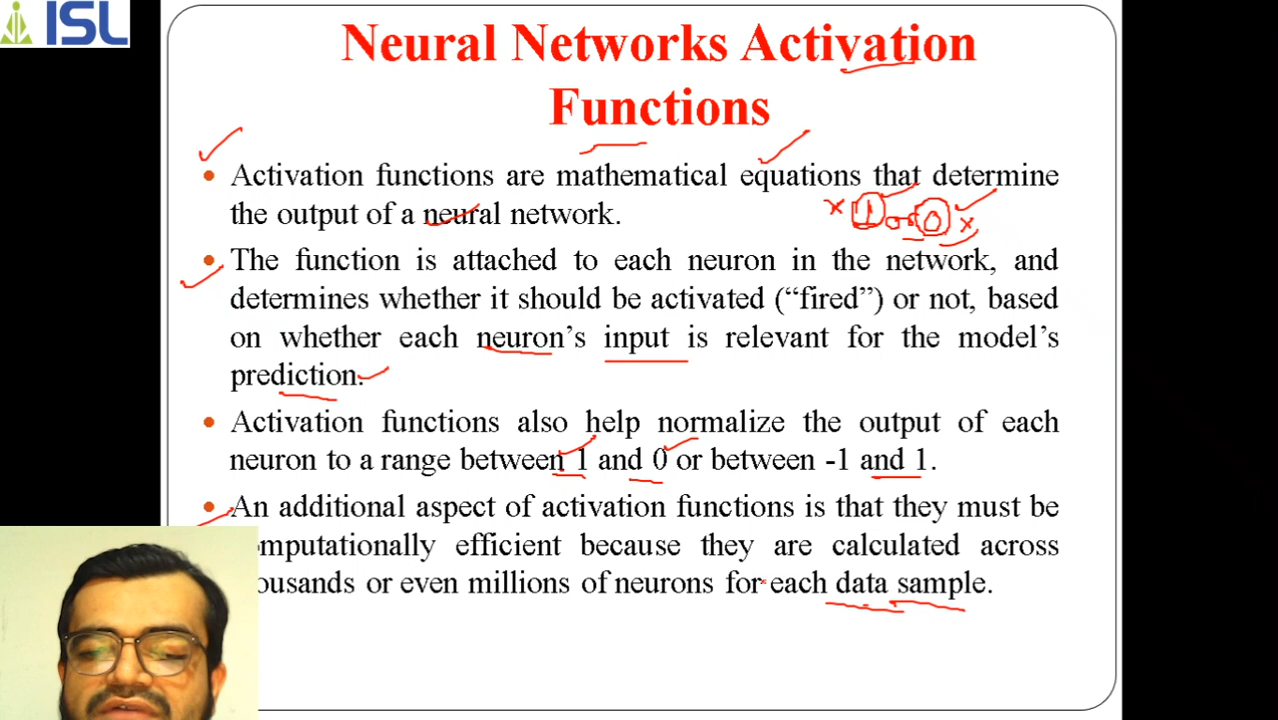 ISL
Neural Networks Activation
Functions
• Activation functions are mathematical equations that determine
the output of a neural network.
x 1 0 x
• The function is attached to each neuron in the network, and
determines whether it should be activated (“fired”) or not, based
on whether each neuron’s input is relevant for the model’s
prediction.
• Activation functions also help normalize the output of each
neuron to a range between 1 and 0 or between -1 and 1.
• An additional aspect of activation functions is that they must be
omputationally efficient because they are calculated across
ousands or even millions of neurons for each data sample.